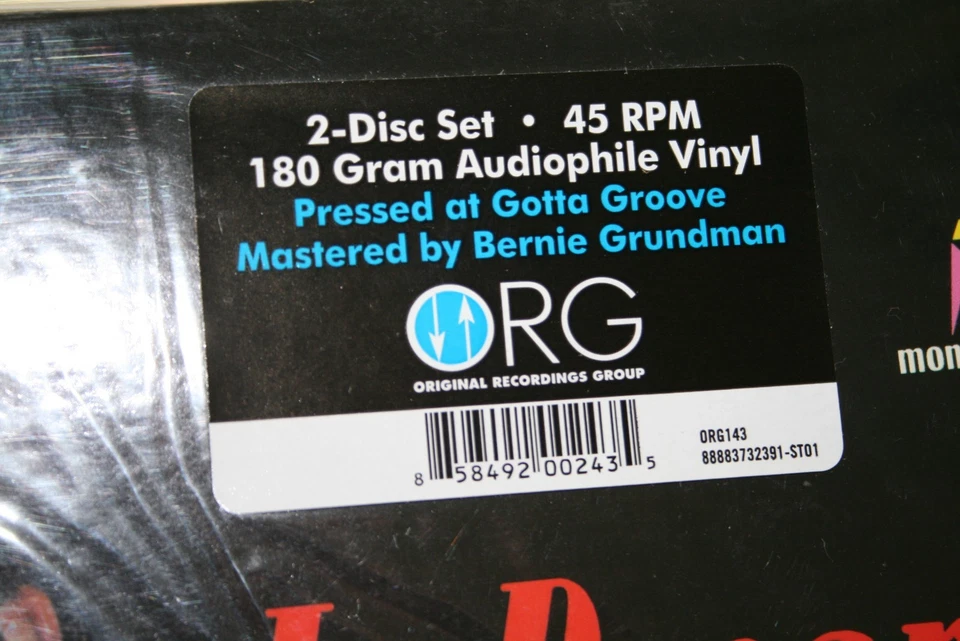 2-Disc Set • 45 RPM
180 Gram Audiophile Vinyl
Pressed at Gotta Groove
Mastered by Bernie Grundman
ORG
ORIGINAL RECORDINGS GROUP
8 58492 00243 5
ORG143
88883732391-ST01